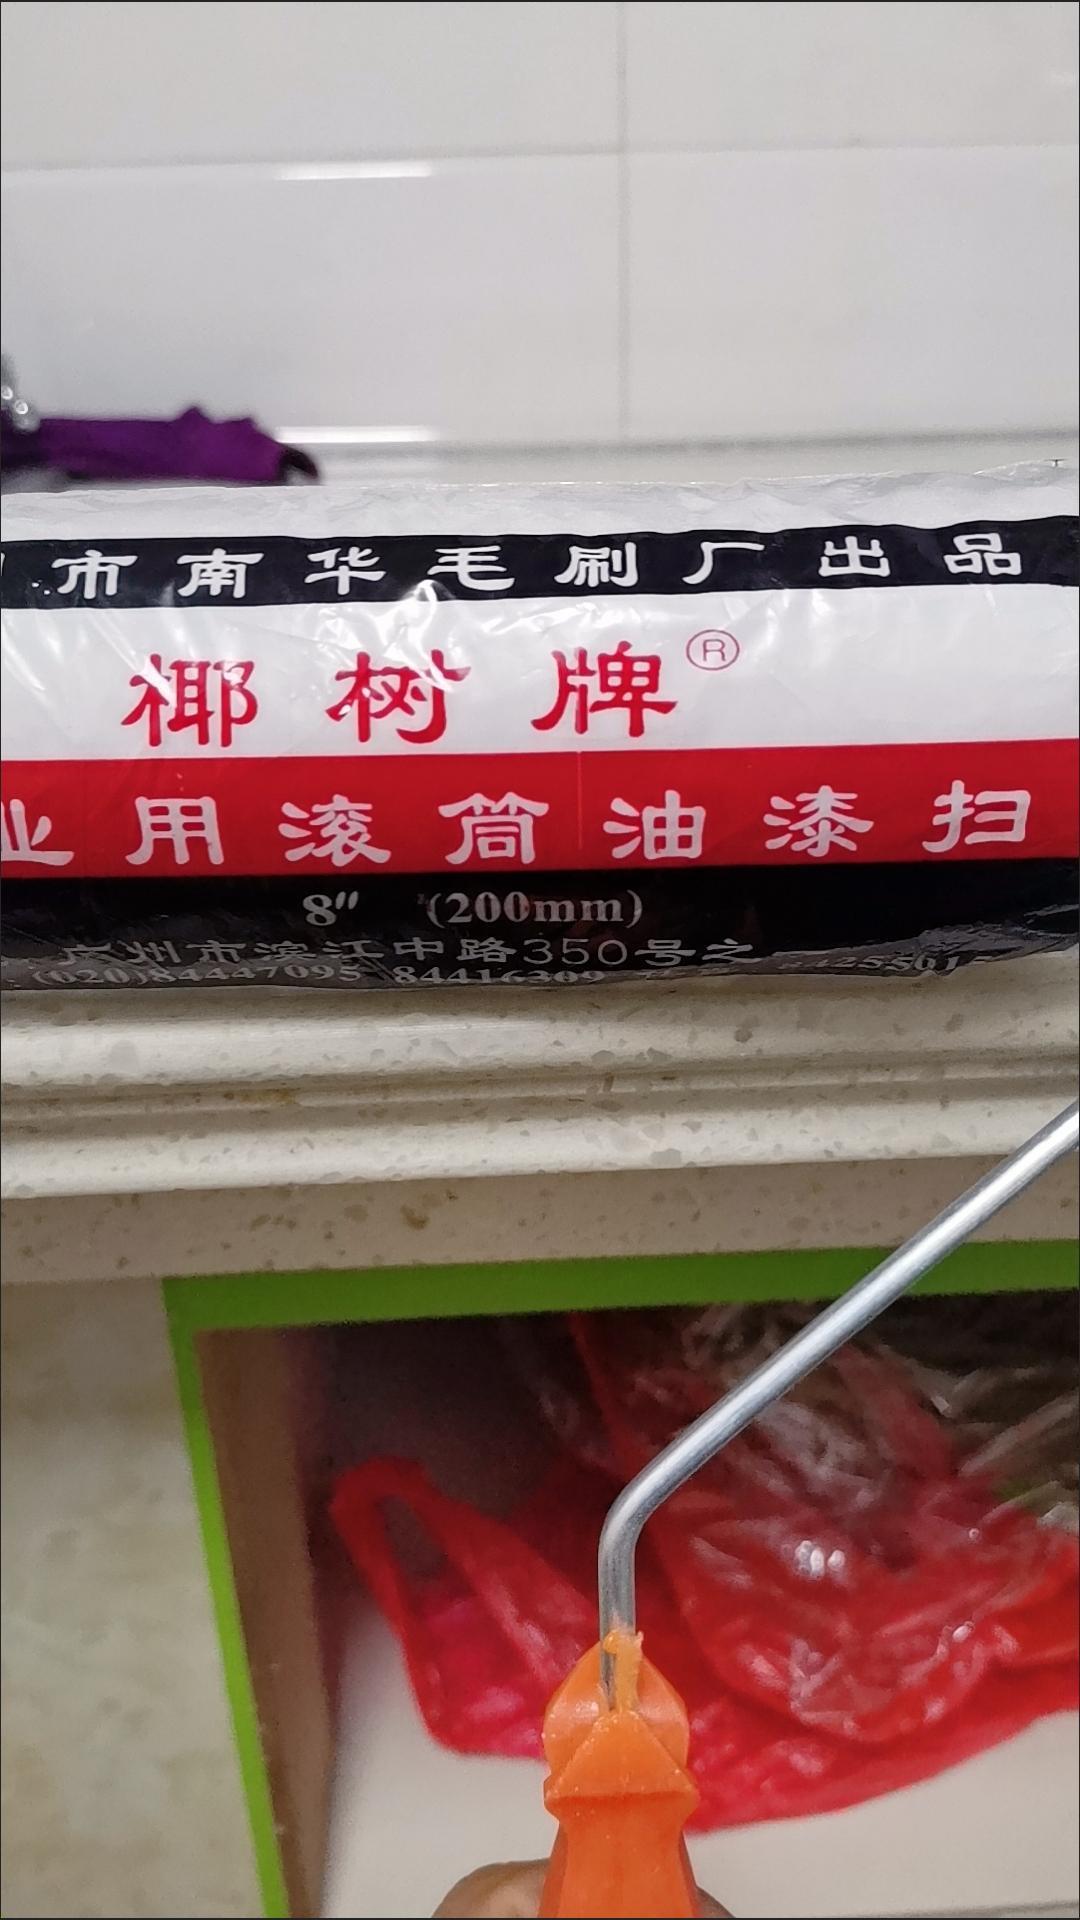 市南华毛刷厂出品
椰树牌®
业用滚筒油漆扫
8" (200mm)
广州市滨江中路350号之一
(020)84447095 84416309